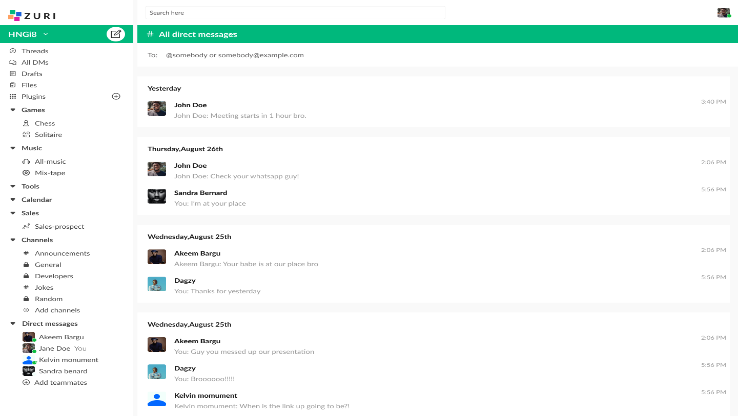 ZURI
Search here
HNGi8
# All direct messages
Threads
All DMs
Drafts
Files
Plugins
Games
Chess
Solitaire
Music
All-music
Mix-tape
Tools
Calendar
Sales
Sales-prospect
Channels
# Announcements
General
Developers
# Jokes
Random
Add channels
Direct messages
Akeem Bargu
Jane Doe You
Kelvin monument
Sandra benard
Add teammates
To: @somebody or somebody@example.com
Yesterday
John Doe 3:40 PM
John Doe: Meeting starts in 1 hour bro.
Thursday,August 26th
John Doe 2:06 PM
John Doe: Check your whatsapp guy!
Sandra Bernard 5:56 PM
You: I'm at your place
Wednesday,August 25th
Akeem Bargu 2:06 PM
Akeem Bargu: Your babe is at our place bro
Dagzy 5:56 PM
You: Thanks for yesterday.
Wednesday,August 25th
Akeem Bargu 2:06 PM
You: Guy you messed up our presentation
Dagzy 5:56 PM
You: Brooooo!!!!!
Kelvin momument 5:56 PM
Kelvin momument: When is the link up going to be?!